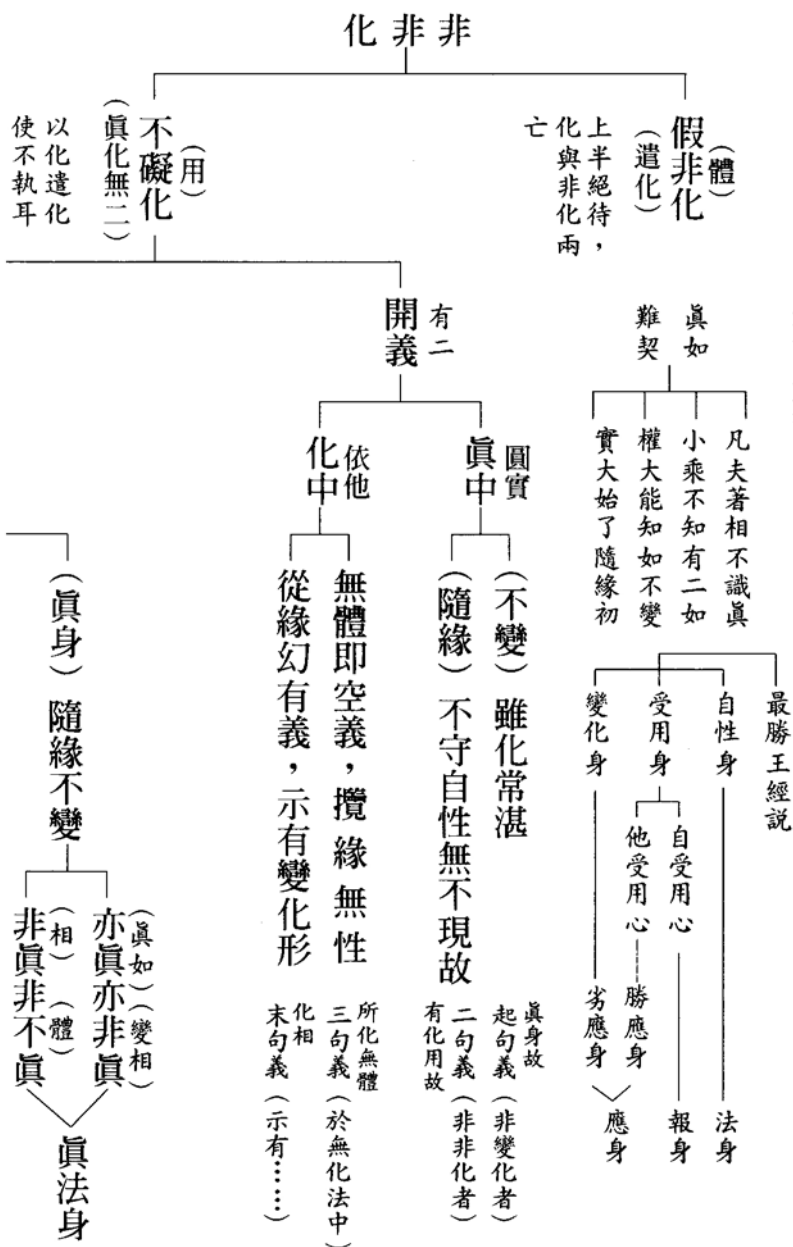 非非化
(體)
假非化
(遣化)
上半絕待，
化與非化兩
亡
(用)
不礙化
(眞化無二)
以化遣化
使不執耳
眞如
難契
凡夫著相不識眞
小乘不知有二如
權大能知如不變
實大始了隨緣初
最勝王經説
自性身
受用身
變化身
自受用心
他受用心
勝應身
劣應身
法身
報身
應身
有二
開義
圓實
眞中
依他
化中
(不變)雖化常湛
(隨緣)不守自性無不現故
無體即空義，攬緣無性
從緣幻有義，示有變化形
眞身故
起句義(非變化者)
二句義(非非化者)
有化用故
所化無體
三句義(於無化法中)
化相
末句義(示有……)
(眞身)隨緣不變
(眞如)(變相)
亦眞亦非眞
(相)(體)
非眞非不眞
眞法身